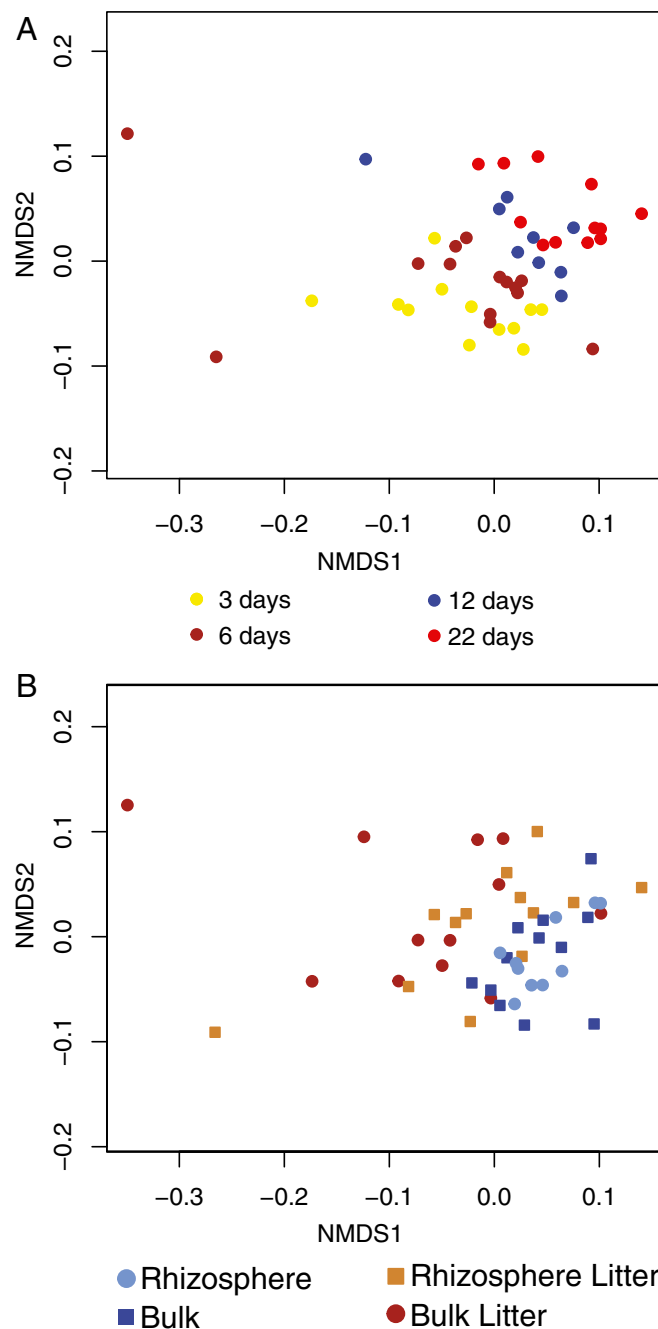 A
0.2
0.1
0.0
−0.1
−0.2
NMDS2
−0.3 −0.2 −0.1 0.0 0.1
NMDS1
3 days 12 days
6 days 22 days
B
0.2
0.1
0.0
−0.1
−0.2
NMDS2
−0.3 −0.2 −0.1 0.0 0.1
NMDS1
Rhizosphere Rhizosphere Litter
Bulk Bulk Litter